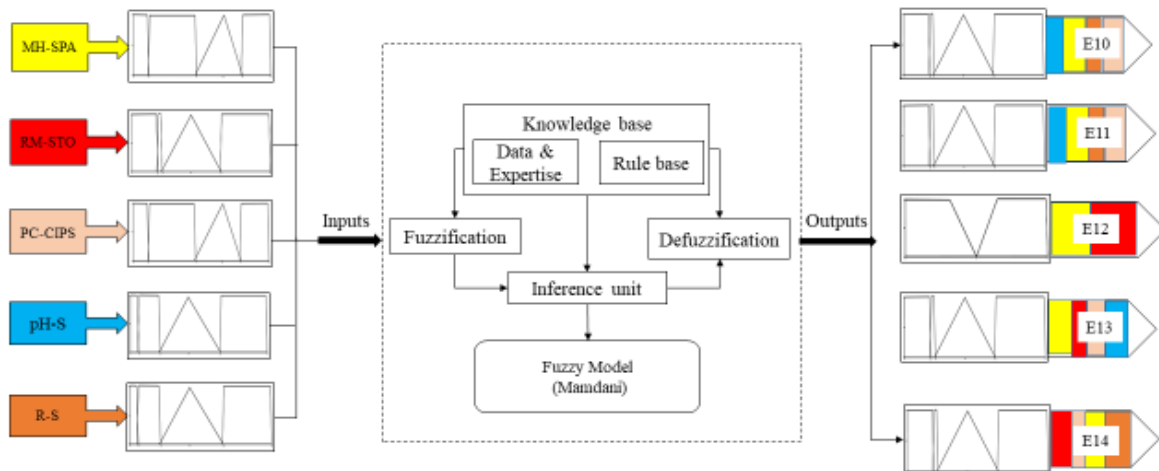 MH-SPA
RM-STO
PC-CIPS
pH-S
R-S
Inputs
Knowledge base
Data &
Expertise
Rule base
Fuzzification
Defuzzification
Inference unit
Fuzzy Model
(Mamdani)
Outputs
E10
E11
E12
E13
E14